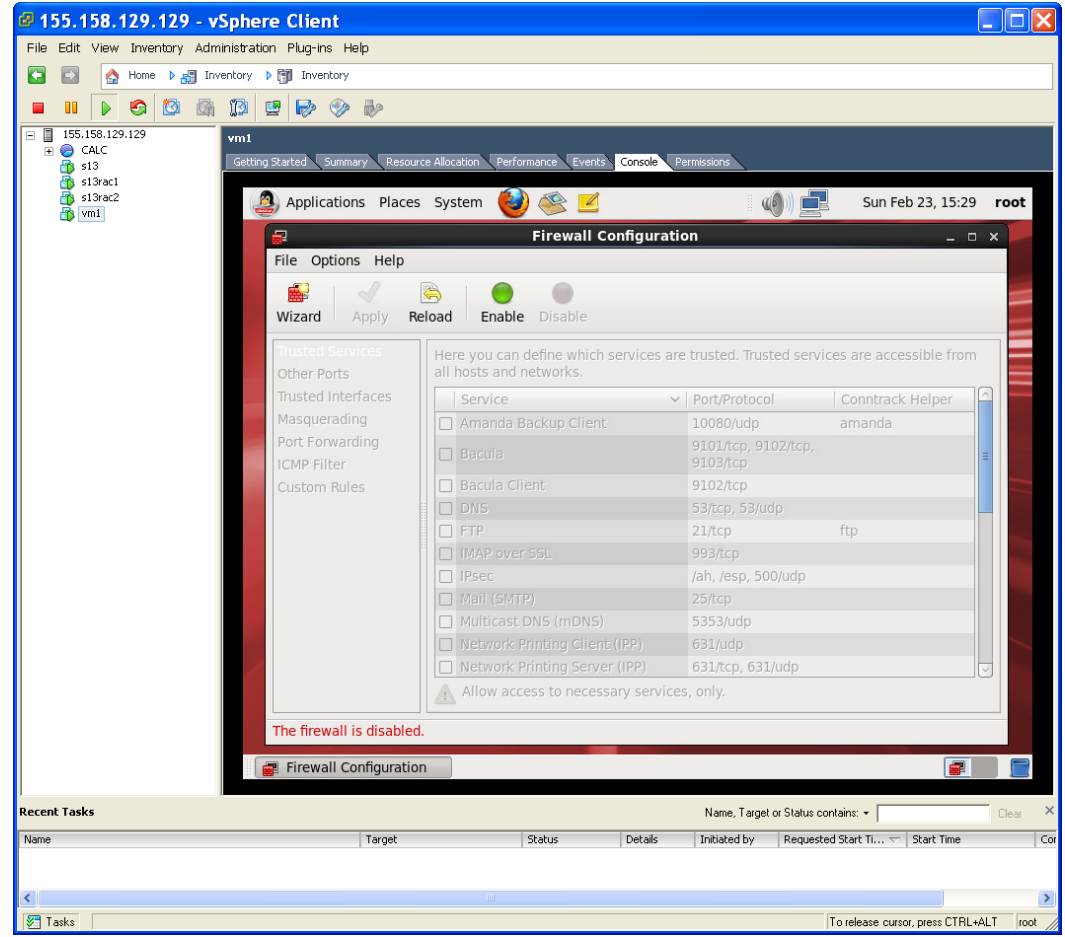 155.158.129.129 - vSphere Client
File Edit View Inventory Administration Plug-ins Help
Home Inventory Inventory
155.158.129.129
CALC
s13
s13rac1
s13rac2
vm1
vm1
Getting Started Summary Resource Allocation Performance Events Console Permissions
Applications Places System Sun Feb 23, 15:29 root
Firewall Configuration
File Options Help
Wizard Apply Reload Enable Disable
Trusted Services
Other Ports
Trusted Interfaces
Masquerading
Port Forwarding
ICMP Filter
Custom Rules
Here you can define which services are trusted. Trusted services are accessible from
all hosts and networks.
Service Port/Protocol Conntrack Helper
Amanda Backup Client 10080/udp amanda
Bacula 9101/tcp, 9102/tcp,
9103/tcp
Bacula Client 9102/tcp
DNS 53/tcp, 53/udp
FTP 21/tcp ftp
IMAP over SSL 993/tcp
IPsec /ah, /esp, 500/udp
Mail (SMTP) 25/tcp
Multicast DNS (mDNS) 5353/udp
Network Printing Client (IPP) 631/udp
Network Printing Server (IPP) 631/tcp, 631/udp
Allow access to necessary services, only.
The firewall is disabled.
Firewall Configuration
Recent Tasks Name, Target or Status contains: Clear
Name Target Status Details Initiated by Requested Start Ti... Start Time Cor
Tasks To release cursor, press CTRL+ALT root